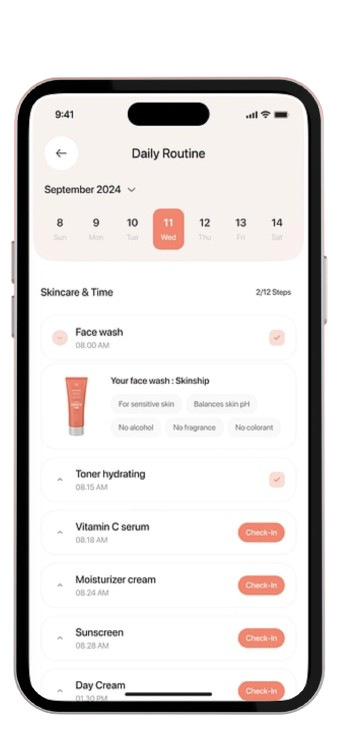 9:41
Daily Routine
September 2024
8 9 10 11 12 13 14
Sun Mon Tue Wed Thu Fri Sat
Skincare & Time 2/12 Steps
Face wash
08.00 AM
Your face wash : Skinship
For sensitive skin Balances skin pH
No alcohol No fragrance No colorant
Toner hydrating
08.15 AM
Vitamin C serum Check-In
08.18 AM
Moisturizer cream Check-In
08.24 AM
Sunscreen Check-In
08.28 AM
Day Cream Check-In
01.30 PM